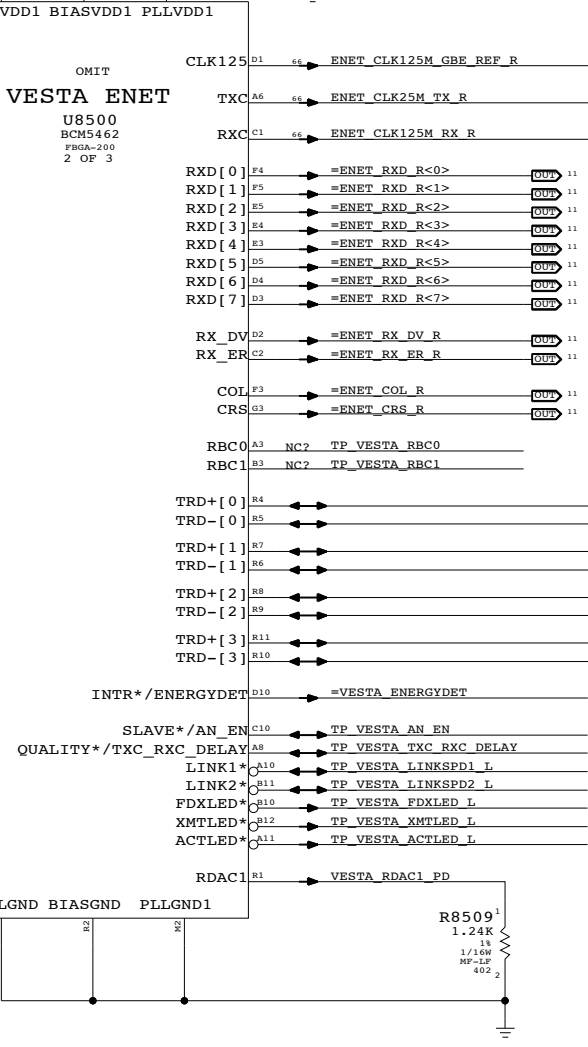 VDD1 BIASVDD1 PLLVDD1
OMIT
VESTA ENET
U8500
BCM5462
FBGA-200
2 OF 3
CLK125 D1 66 ENET_CLK125M_GBE_REF_R
TXC A6 66 ENET_CLK25M_TX_R
RXC C1 66 ENET_CLK125M_RX_R
RXD[0] F4 =ENET_RXD_R<0> OUT 11
RXD[1] F5 =ENET_RXD_R<1> OUT 11
RXD[2] E5 =ENET_RXD_R<2> OUT 11
RXD[3] E4 =ENET_RXD_R<3> OUT 11
RXD[4] E3 =ENET_RXD_R<4> OUT 11
RXD[5] D5 =ENET_RXD_R<5> OUT 11
RXD[6] D4 =ENET_RXD_R<6> OUT 11
RXD[7] D3 =ENET_RXD_R<7> OUT 11
RX_DV D2 =ENET_RX_DV_R OUT 11
RX_ER C2 =ENET_RX_ER_R OUT 11
COL F3 =ENET_COL_R OUT 11
CRS G3 =ENET_CRS_R OUT 11
RBC0 A3 NC? TP_VESTA_RBC0
RBC1 B3 NC? TP_VESTA_RBC1
TRD+[0] R4
TRD-[0] R5
TRD+[1] R7
TRD-[1] R6
TRD+[2] R8
TRD-[2] R9
TRD+[3] R11
TRD-[3] R10
INTR*/ENERGYDET D10 =VESTA_ENERGYDET
SLAVE*/AN_EN C10 TP_VESTA_AN_EN
QUALITY*/TXC_RXC_DELAY A8 TP_VESTA_TXC_RXC_DELAY
LINK1* A10 TP_VESTA_LINKSPD1_L
LINK2* B11 TP_VESTA_LINKSPD2_L
FDXLED* B10 TP_VESTA_FDXLED_L
XMTLED* B12 TP_VESTA_XMTLED_L
ACTLED* A11 TP_VESTA_ACTLED_L
RDAC1 R1 VESTA_RDAC1_PD
LGND BIASGND PLLGND1
R2
M2
R8509 1
1.24K
1%
1/16W
MF-LF
402 2